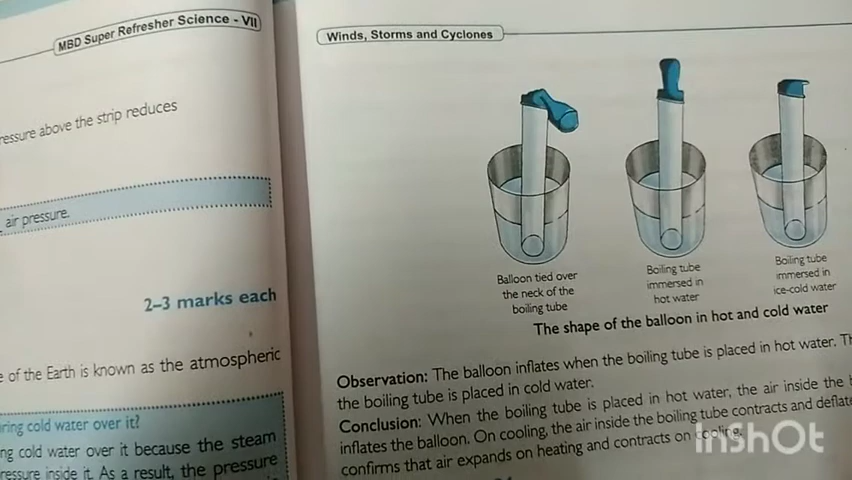 MBD Super Refresher Science - VII
ressure above the strip reduces
air pressure.
2–3 marks each
e of the Earth is known as the atmospheric
ring cold water over it?
ng cold water over it because the steam
ressure inside it. As a result, the pressure
Winds, Storms and Cyclones
Balloon tied over
the neck of the
boiling tube
Boiling tube
immersed in
hot water
Boiling tube
immersed in
ice-cold water
The shape of the balloon in hot and cold water
Observation: The balloon inflates when the boiling tube is placed in hot water. Th
the boiling tube is placed in cold water.
Conclusion: When the boiling tube is placed in hot water, the air inside the b
inflates the balloon. On cooling, the air inside the boiling tube contracts and deflate
confirms that air expands on heating and contracts on cooling.
InShOt